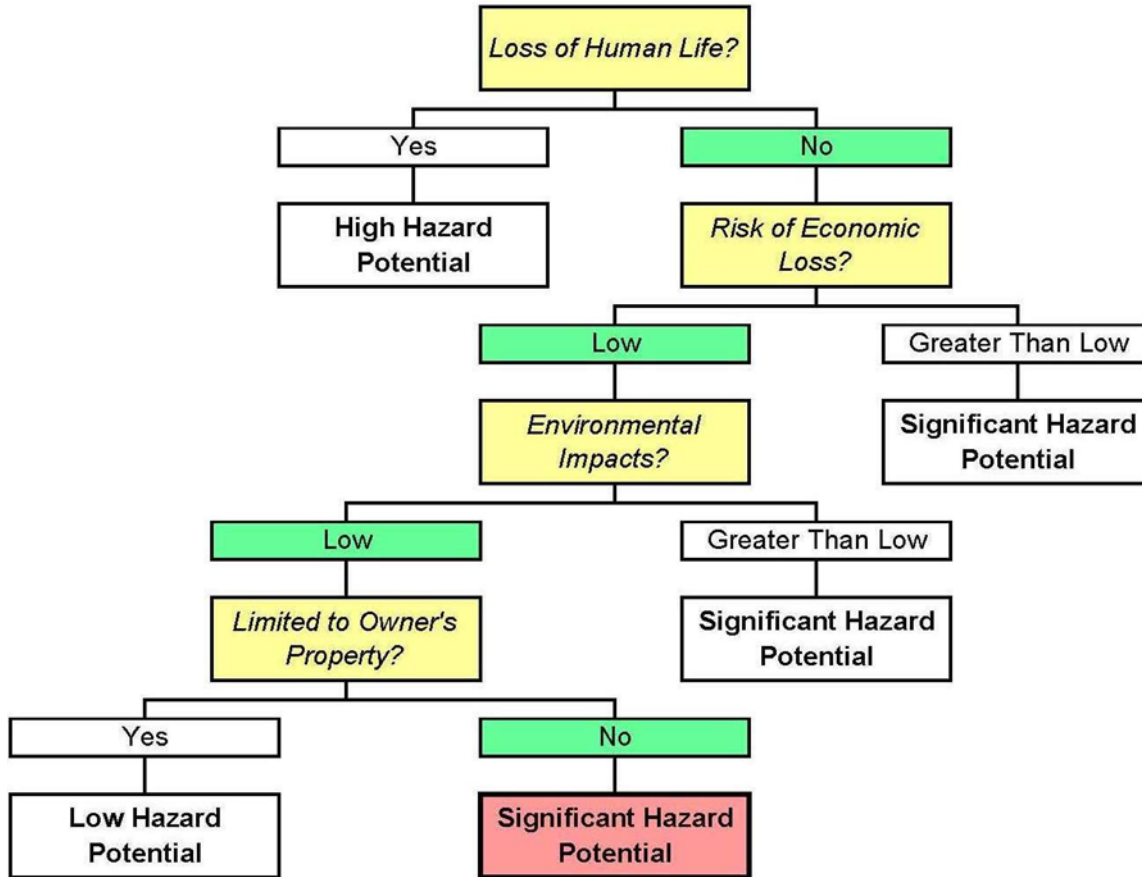 Loss of Human Life?
Yes
No
High Hazard
Potential
Risk of Economic
Loss?
Low
Greater Than Low
Environmental
Impacts?
Significant Hazard
Potential
Low
Greater Than Low
Limited to Owner's
Property?
Significant Hazard
Potential
Yes
No
Low Hazard
Potential
Significant Hazard
Potential